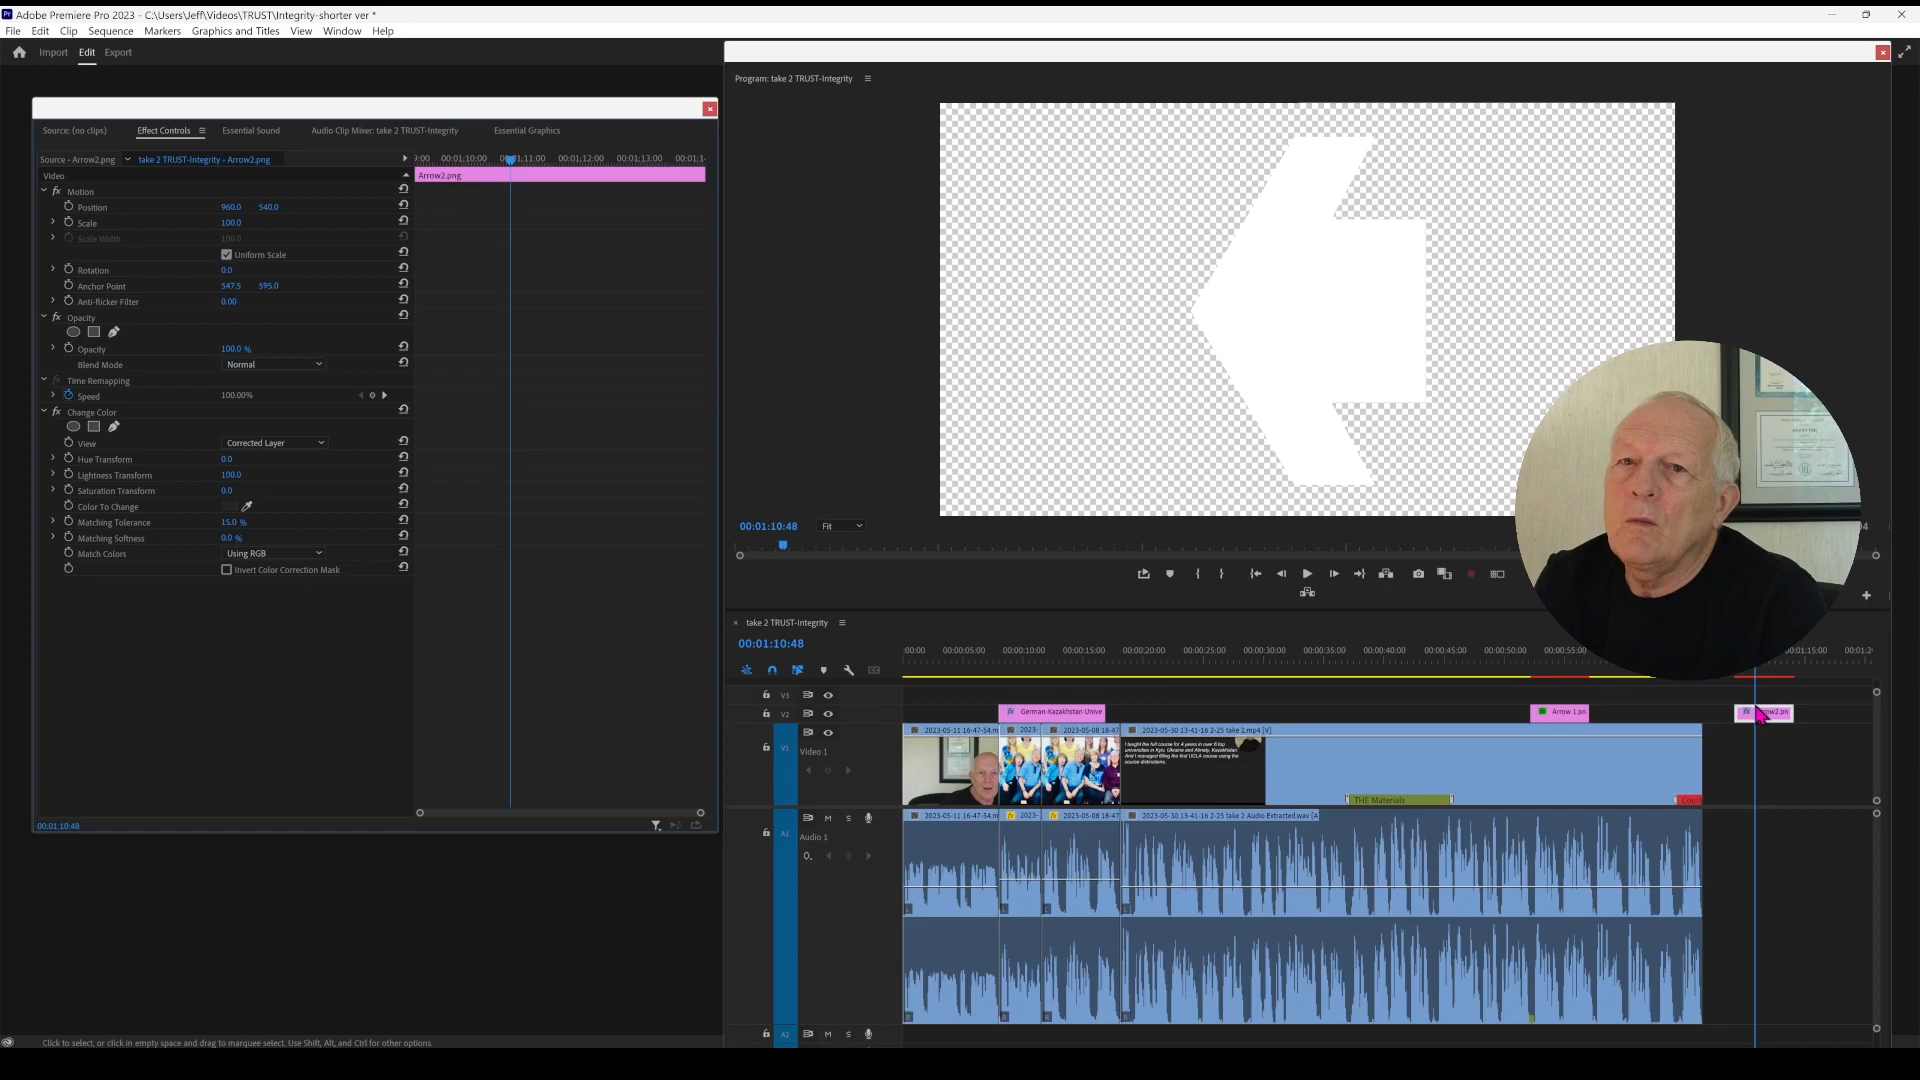 Adobe Premiere Pro 2023 - C:\Users\Jeff\Videos\TRUST\Integrity-shorter ver *
File Edit Clip Sequence Markers Graphics and Titles View Window Help
Import Edit Export
Program: take 2 TRUST-Integrity
Source: (no clips) Effect Controls Essential Sound Audio Clip Mixer: take 2 TRUST-Integrity Essential Graphics
Source - Arrow2.png take 2 TRUST-Integrity - Arrow2.png
00:01:10:00 00:01:11:00 00:01:12:00 00:01:13:00
Video Arrow2.png
fx Motion
Position 960.0 540.0
Scale 100.0
Scale Width 100.0
Uniform Scale
Rotation 0.0
Anchor Point 547.5 595.0
Anti-flicker Filter 0.00
fx Opacity
Opacity 100.0 %
Blend Mode Normal
Time Remapping
Speed 100.00%
fx Change Color
View Corrected Layer
Hue Transform 0.0
Lightness Transform 100.0
Saturation Transform 0.0
Color To Change
Matching Tolerance 15.0 %
Matching Softness 0.0 %
Match Colors Using RGB
Invert Color Correction Mask
00:01:10:48
00:01:10:48 Fit
take 2 TRUST-Integrity
00:01:10:48
:00:00 00:00:05:00 00:00:10:00 00:00:15:00 00:00:20:00 00:00:25:00 00:00:30:00 00:00:35:00 00:00:40:00 00:00:45:00 00:00:50:00 00:00:55:00
V3
V2 German-Kazakhstan Unive Arrow 1.pn
V1 2023-05-11 16-47-54.m 2023- 2023-05-08 18-47 2023-05-30 13-41-16 2-25 take 2.mp4 [V]
Video 1
I taught the full course for 4 years in over 6 top
universities in Kyiv, Ukraine and Almaty, Kazakhstan.
And I managed filling the first UCLA course using the
course distinctions.
THE Materials
A1 M S 2023-05-11 16-47-54.m 2023- 2023-05-08 18-47 2023-05-30 13-41-16 2-25 take 2 Audio Extracted.wav [A
Audio 1
L L L L
R R R R
A2 M S
Click to select, or click in empty space and drag to marquee select. Use Shift, Alt, and Ctrl for other options.